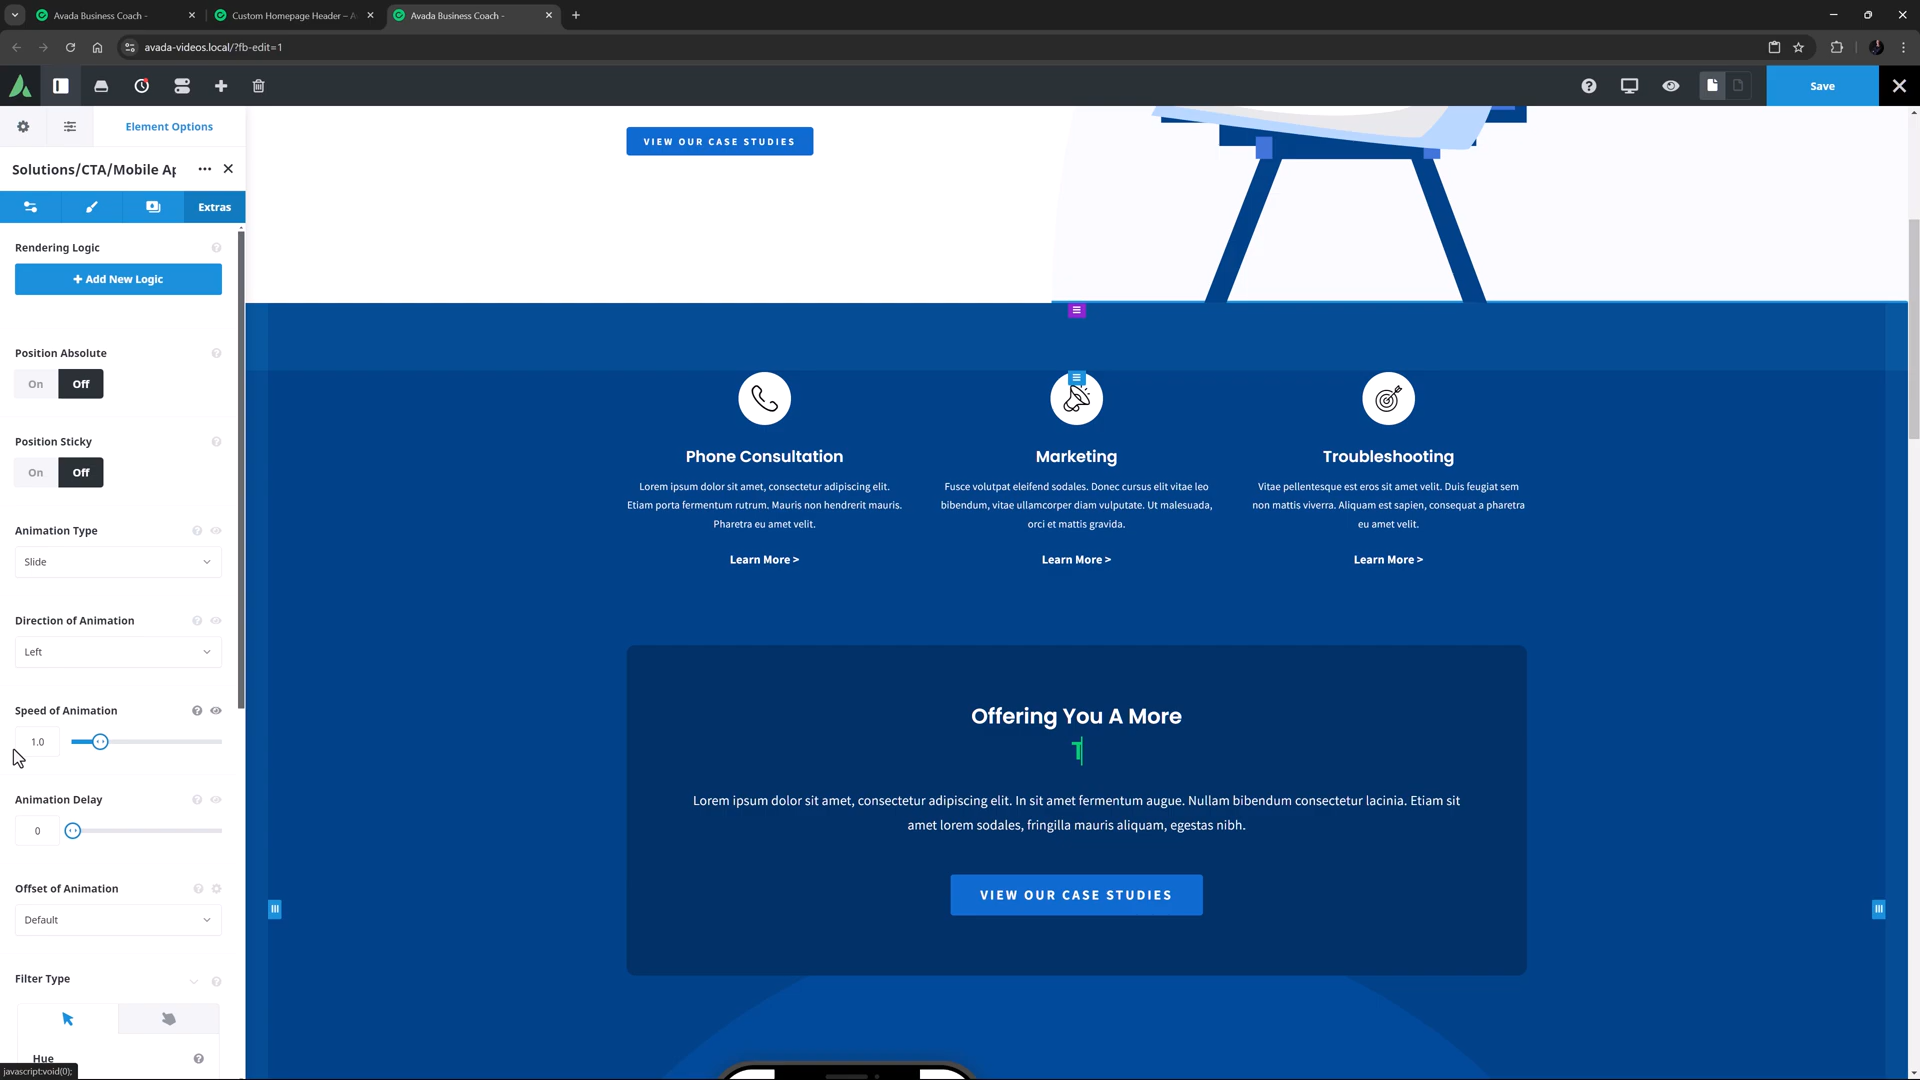 Avada Business Coach -
Custom Homepage Header – A
Avada Business Coach -
avada-videos.local/?fb-edit=1
Save
Element Options
Solutions/CTA/Mobile Ap
Extras
Rendering Logic
+ Add New Logic
Position Absolute
On Off
Position Sticky
On Off
Animation Type
Slide
Direction of Animation
Left
Speed of Animation
1.0
Animation Delay
0
Offset of Animation
Default
Filter Type
Hue
javascript:void(0);
VIEW OUR CASE STUDIES
Phone Consultation
Lorem ipsum dolor sit amet, consectetur adipiscing elit.
Etiam porta fermentum rutrum. Mauris non hendrerit mauris.
Pharetra eu amet velit.
Learn More >
Marketing
Fusce volutpat eleifend sodales. Donec cursus elit vitae leo
bibendum, vitae ullamcorper diam vulputate. Ut malesuada,
orci et mattis gravida.
Learn More >
Troubleshooting
Vitae pellentesque est eros sit amet velit. Duis feugiat sem
non mattis viverra. Aliquam est sapien, consequat a pharetra
eu amet velit.
Learn More >
Offering You A More
T
Lorem ipsum dolor sit amet, consectetur adipiscing elit. In sit amet fermentum augue. Nullam bibendum consectetur lacinia. Etiam sit
amet lorem sodales, fringilla mauris aliquam, egestas nibh.
VIEW OUR CASE STUDIES